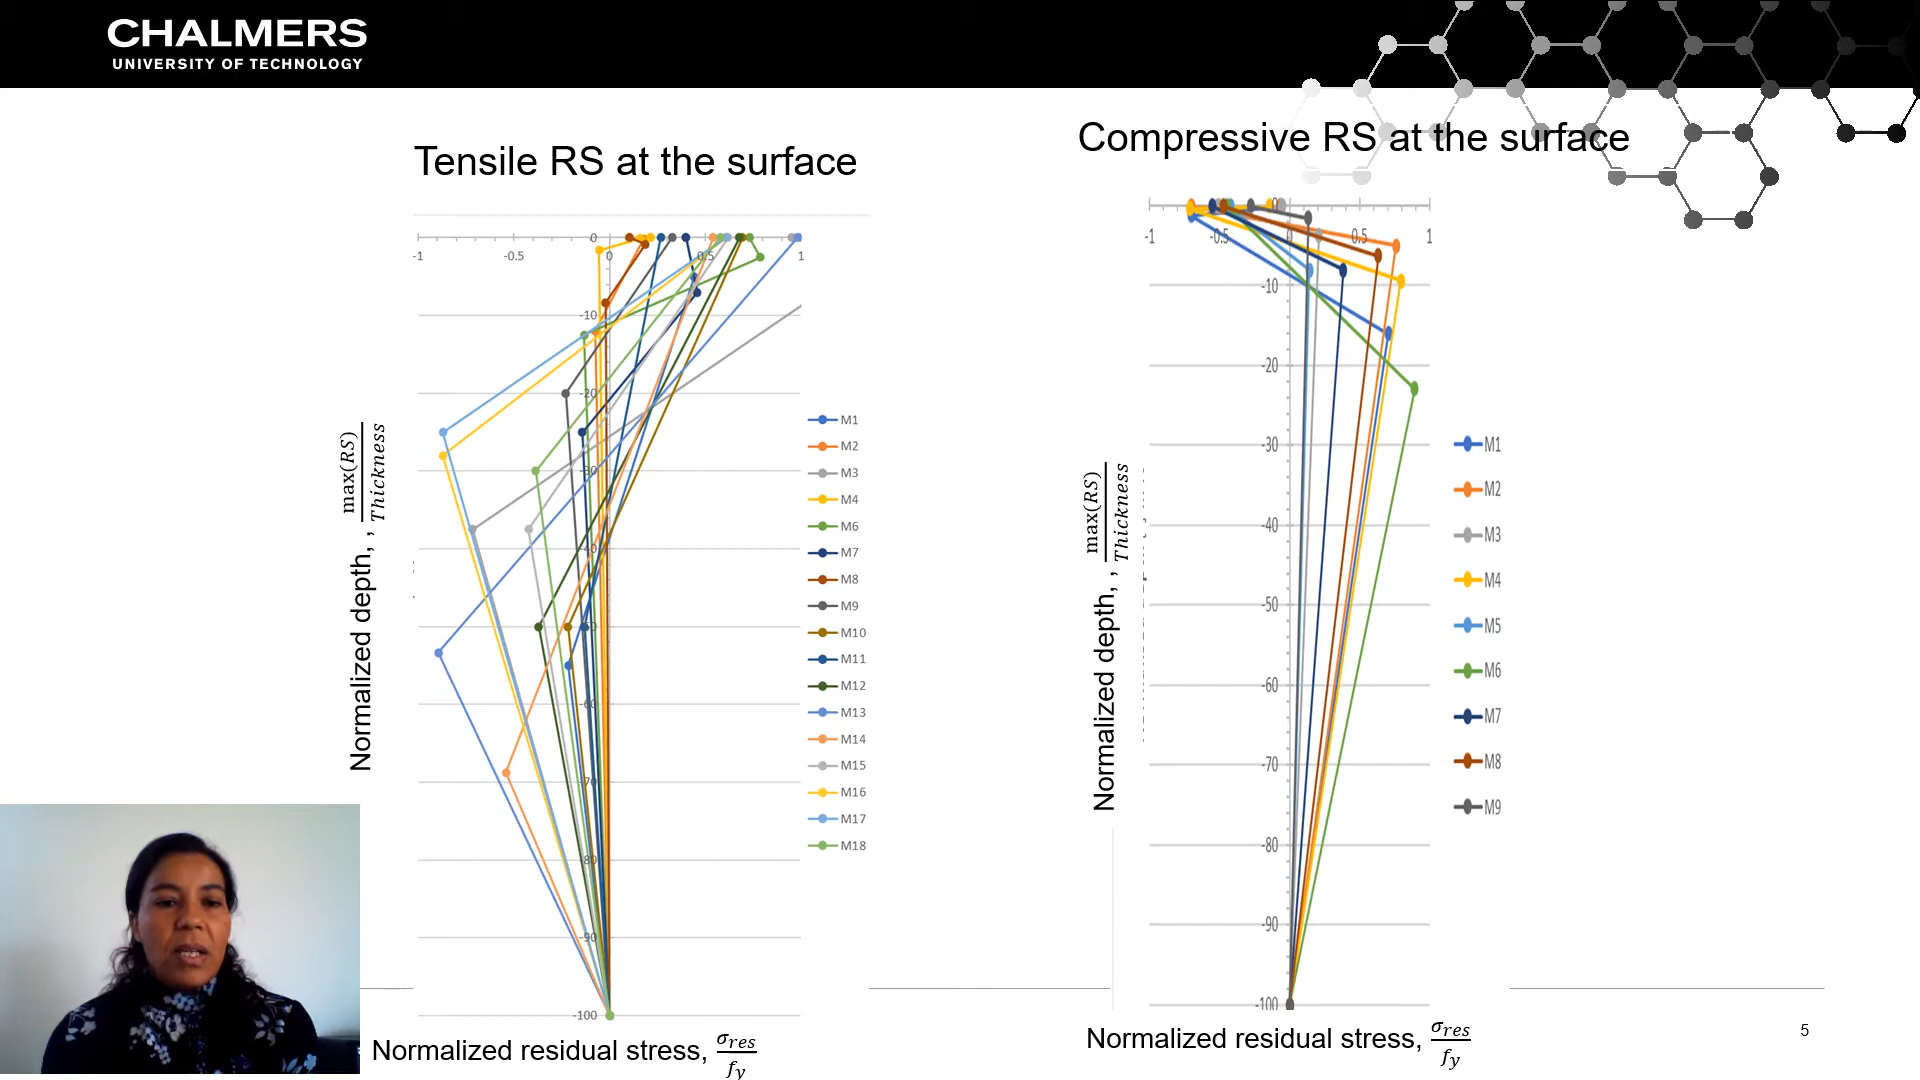 CHALMERS
UNIVERSITY OF TECHNOLOGY
Tensile RS at the surface
0
-1
-0.5
0
0.5
1
-10
-20
-30
-40
-50
-60
-70
-80
-90
-100
M1
M2
M3
M4
M6
M7
M8
M9
M10
M11
M12
M13
M14
M15
M16
M17
M18
Normalized depth, , max(RS)
Thickness
Normalized residual stress, σres
fy
Compressive RS at the surface
0
-1
-0.5
0
0.5
1
-10
-20
-30
-40
-50
-60
-70
-80
-90
-100
M1
M2
M3
M4
M5
M6
M7
M8
M9
Normalized depth, , max(RS)
Thickness
Normalized residual stress, σres
fy
5